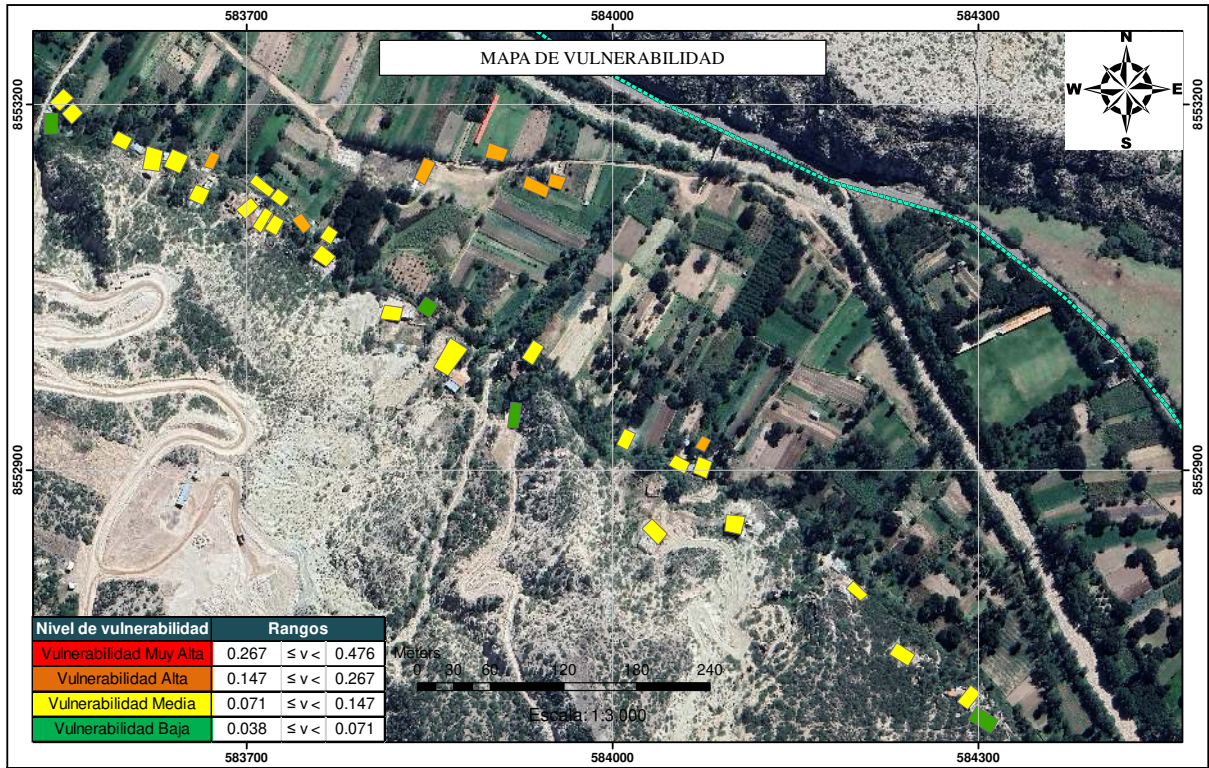 583700 584000 584300
MAPA DE VULNERABILIDAD
N
W E
S
8553200 8553200
8552900 8552900
Nivel de vulnerabilidad Rangos
Vulnerabilidad Muy Alta 0.267 ≤ v < 0.476
Vulnerabilidad Alta 0.147 ≤ v < 0.267
Vulnerabilidad Media 0.071 ≤ v < 0.147
Vulnerabilidad Baja 0.038 ≤ v < 0.071
Meters
0 30 60 120 180 240
Escala: 1:3,000
583700 584000 584300